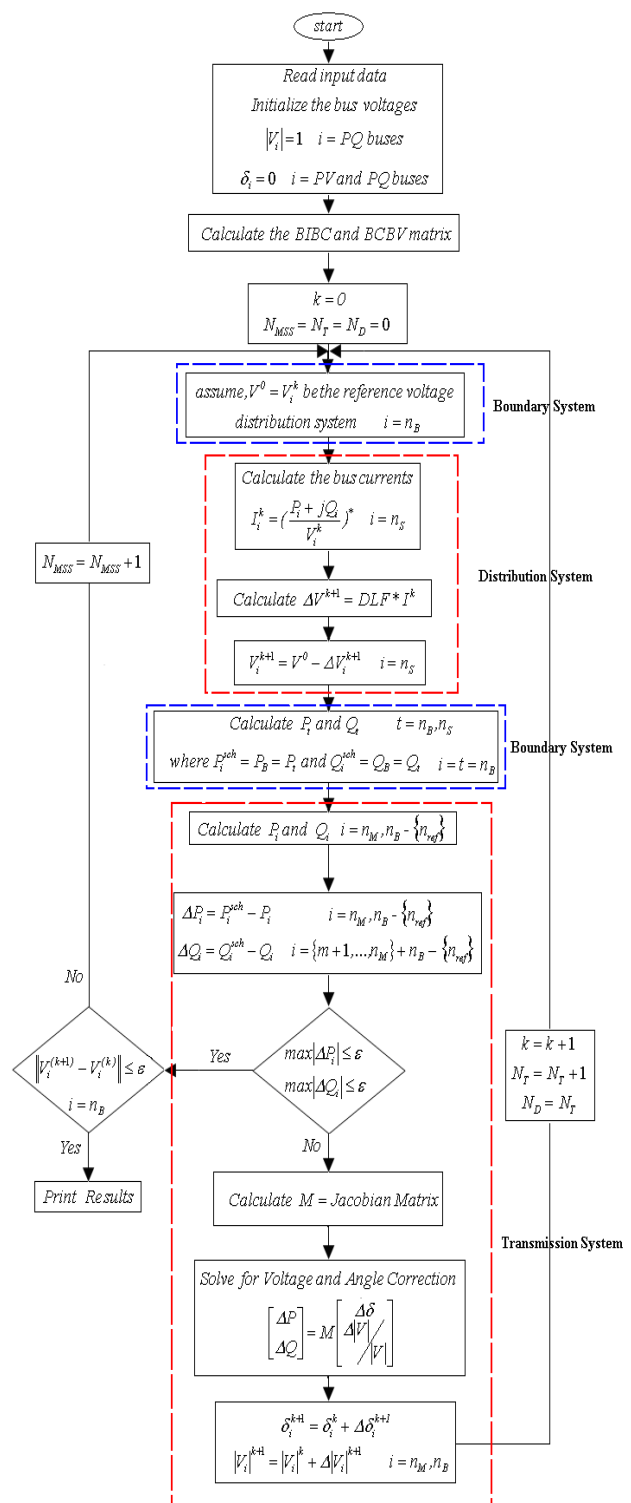 start
Read input data
Initialize the bus voltages
|V_i| = 1   i = PQ buses
δ_i = 0   i = PV and PQ buses
Calculate the BIBC and BCBV matrix
k = 0
N_MSS = N_T = N_D = 0
assume, V^0 = V_i^k be the reference voltage
distribution system   i = n_B
Boundary System
Calculate the bus currents
I_i^k = (\frac{P_i + jQ_i}{V_i^k})^*   i = n_S
N_MSS = N_MSS + 1
Distribution System
Calculate ΔV^{k+1} = DLF * I^k
V_i^{k+1} = V^0 - ΔV_i^{k+1}   i = n_S
Calculate P_t and Q_t   t = n_B, n_S
where P_i^{sch} = P_B = P_t and Q_i^{sch} = Q_B = Q_t   i = t = n_B
Boundary System
Calculate P_i and Q_i   i = n_M, n_B - {n_ref}
ΔP_i = P_i^{sch} - P_i   i = n_M, n_B - {n_ref}
ΔQ_i = Q_i^{sch} - Q_i   i = {m+1,...,n_M} + n_B - {n_ref}
No
Yes
‖V_i^{(k+1)} - V_i^{(k)}‖ ≤ ε
i = n_B
max|ΔP_i| ≤ ε
max|ΔQ_i| ≤ ε
k = k + 1
N_T = N_T + 1
N_D = N_T
Yes
No
Print Results
Calculate M = Jacobian Matrix
Transmission System
Solve for Voltage and Angle Correction
[ΔP ΔQ] = M [Δδ Δ|V|/|V|]
δ_i^{k+1} = δ_i^k + Δδ_i^{k+1}
|V_i|^{k+1} = |V_i|^k + Δ|V_i|^{k+1}   i = n_M, n_B